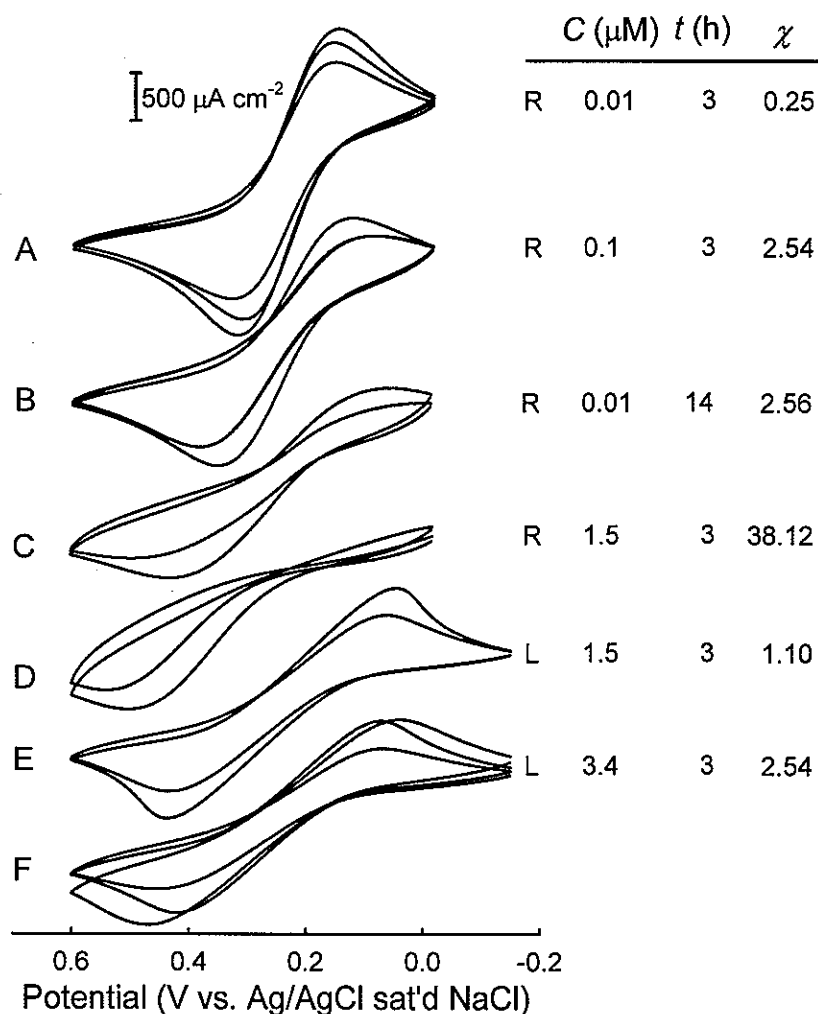 C (μM) t (h) χ
500 μA cm-2
R 0.01 3 0.25
A R 0.1 3 2.54
B R 0.01 14 2.56
C R 1.5 3 38.12
D L 1.5 3 1.10
E L 3.4 3 2.54
F
0.6 0.4 0.2 0.0 -0.2
Potential (V vs. Ag/AgCl sat'd NaCl)